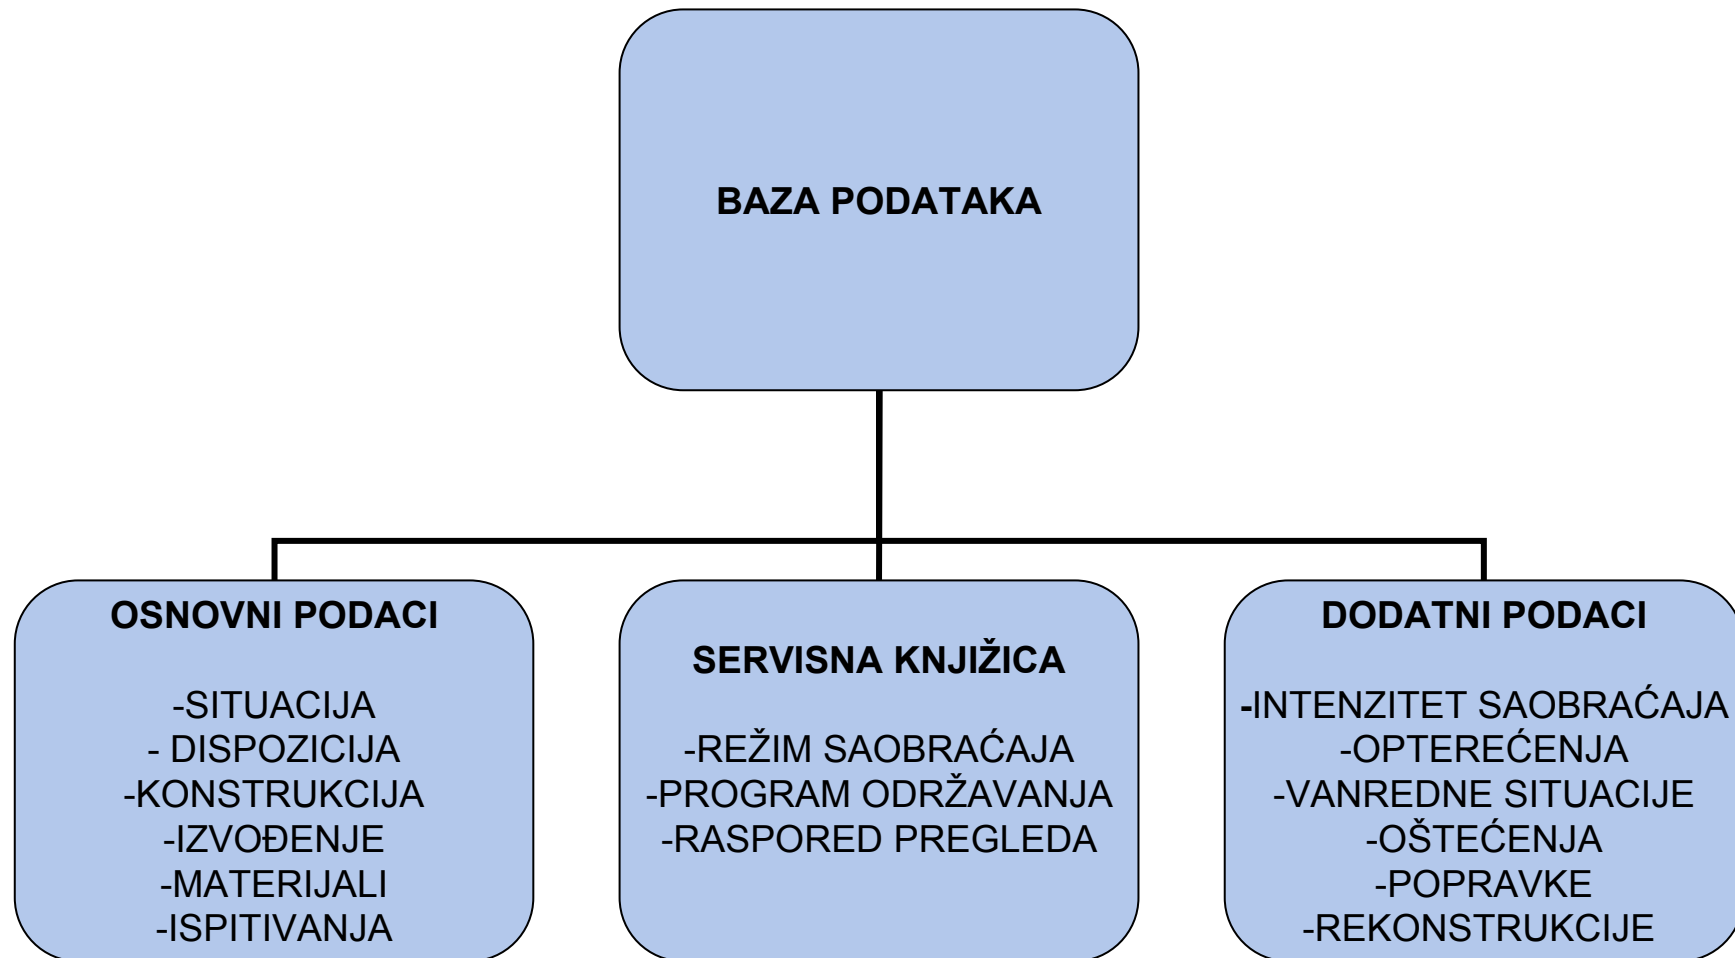 BAZA PODATAKA
OSNOVNI PODACI
-SITUACIJA
- DISPOZICIJA
-KONSTRUKCIJA
-IZVOĐENJE
-MATERIJALI
-ISPITIVANJA
SERVISNA KNJIŽICA
-REŽIM SAOBRAĆAJA
-PROGRAM ODRŽAVANJA
-RASPORED PREGLEDA
DODATNI PODACI
-INTENZITET SAOBRAĆAJA
-OPTEREĆENJA
-VANREDNE SITUACIJE
-OŠTEĆENJA
-POPRAVKE
-REKONSTRUKCIJE